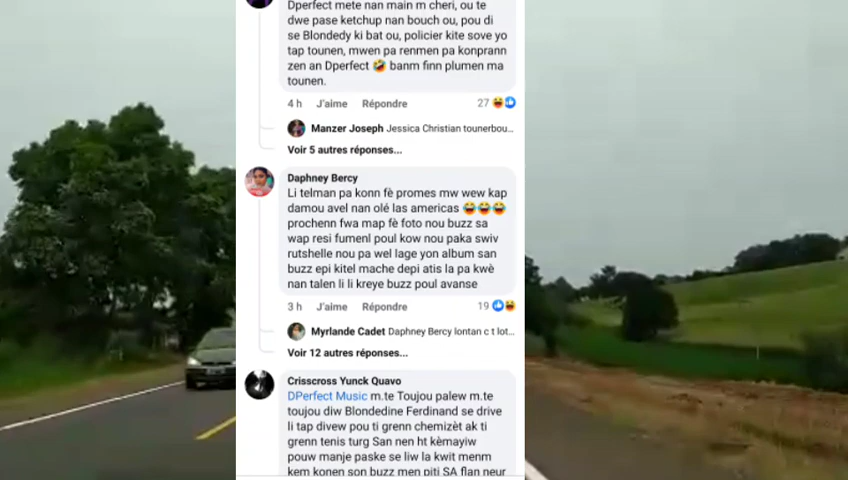 Dperfect mete nan main m cheri, ou te
dwe pase ketchup nan bouch ou, pou di
se Blondedy ki bat ou, policier kite sove yo
tap tounen, mwen pa renmen pa konprann
zen an Dperfect 🤣 banm finn plumen ma
tounen.
4 h J'aime Répondre 27
Manzer Joseph Jessica Christian tounerbou...
Voir 5 autres réponses...
Daphney Bercy
Li telman pa konn fè promes mw wew kap
damou avel nan olé las americas 😂😂😂
prochenn fwa map fè foto nou buzz sa
wap resi fumenl poul kow nou paka swiv
rutshelle nou pa wel lage yon album san
buzz epi kitel mache depi atis la pa kwè
nan talen li li kreye buzz poul avanse
3 h J'aime Répondre 19
Myrlande Cadet Daphney Bercy lontan c t lot...
Voir 12 autres réponses...
Crisscross Yunck Quavo
DPerfect Music m.te Toujou palew m.te
toujou diw Blondedine Ferdinand se drive
li tap divew pou ti grenn chemizèt ak ti
grenn tenis turg San nen ht kèmayiw
pouw manje paske se liw la kwit menm
kem konen son buzz men piti SA flan neur